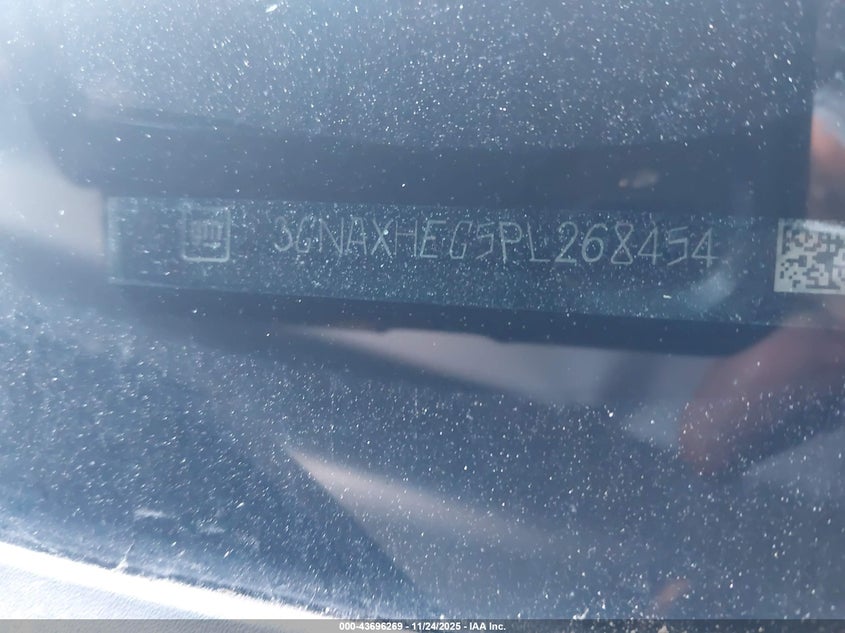 gm 3GNAXHEG5PL268454
000-43696269 - 11/24/2025 - IAA Inc.